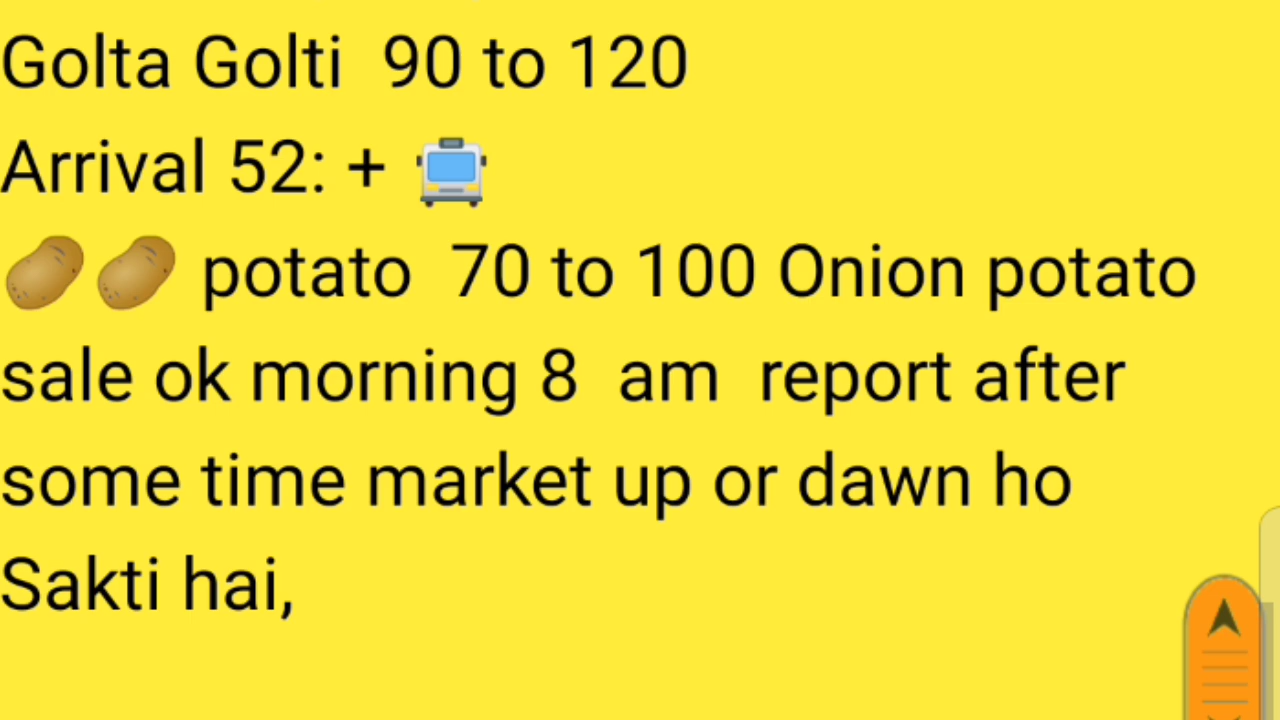 Golta Golti 90 to 120
Arrival 52: + 🚍
🥔🥔 potato 70 to 100 Onion potato
sale ok morning 8 am report after
some time market up or dawn ho
Sakti hai,